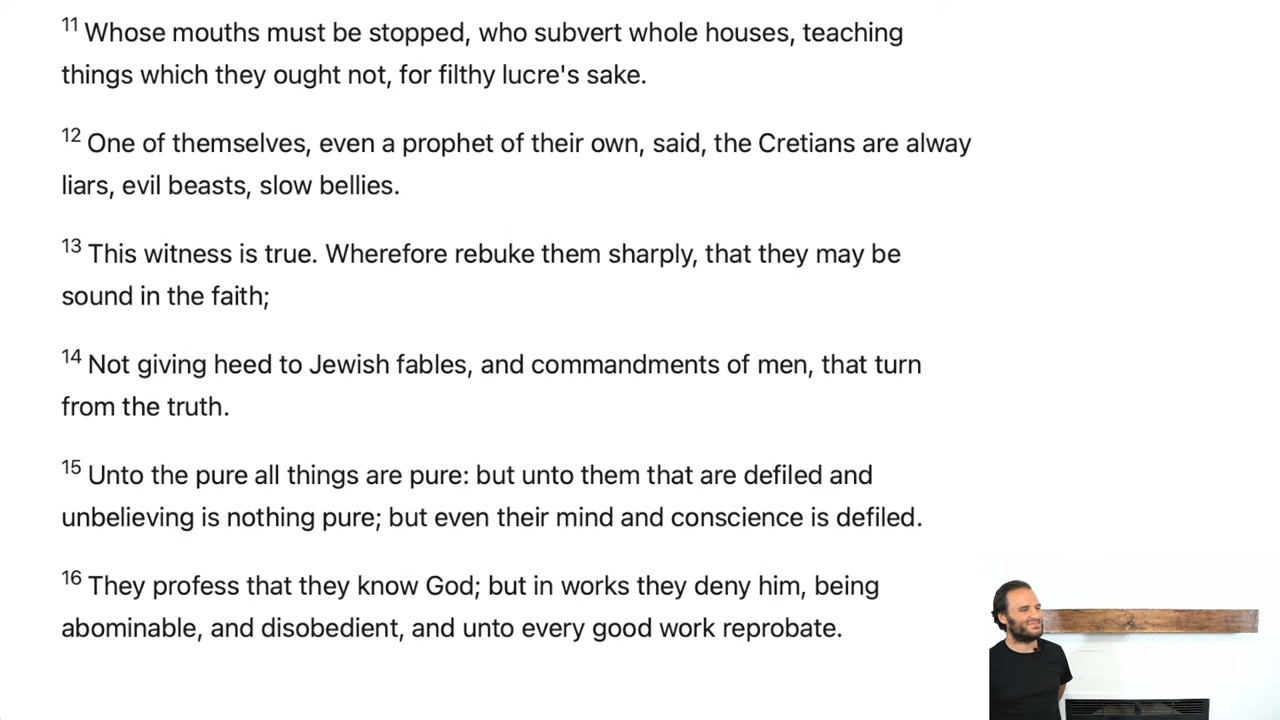 11 Whose mouths must be stopped, who subvert whole houses, teaching
things which they ought not, for filthy lucre's sake.
12 One of themselves, even a prophet of their own, said, the Cretians are alway
liars, evil beasts, slow bellies.
13 This witness is true. Wherefore rebuke them sharply, that they may be
sound in the faith;
14 Not giving heed to Jewish fables, and commandments of men, that turn
from the truth.
15 Unto the pure all things are pure: but unto them that are defiled and
unbelieving is nothing pure; but even their mind and conscience is defiled.
16 They profess that they know God; but in works they deny him, being
abominable, and disobedient, and unto every good work reprobate.